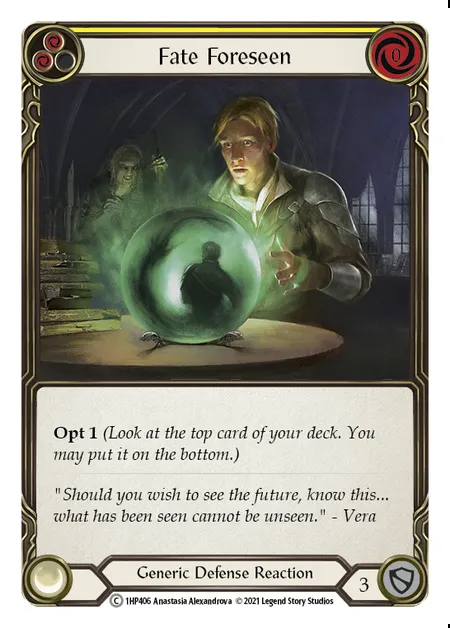 Fate Foreseen
0
Opt 1 (Look at the top card of your deck. You
may put it on the bottom.)
"Should you wish to see the future, know this...
what has been seen cannot be unseen." - Vera
Generic Defense Reaction
3
C 1HP406 Anastasia Alexandrova © 2021 Legend Story Studios